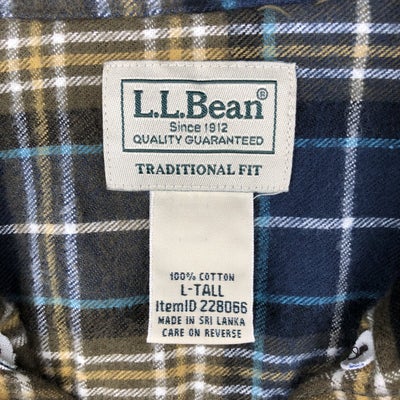 L.L.Bean®
Since 1912
QUALITY GUARANTEED
TRADITIONAL FIT
100% COTTON
L-TALL
ItemID 228066
MADE IN SRI LANKA
CARE ON REVERSE